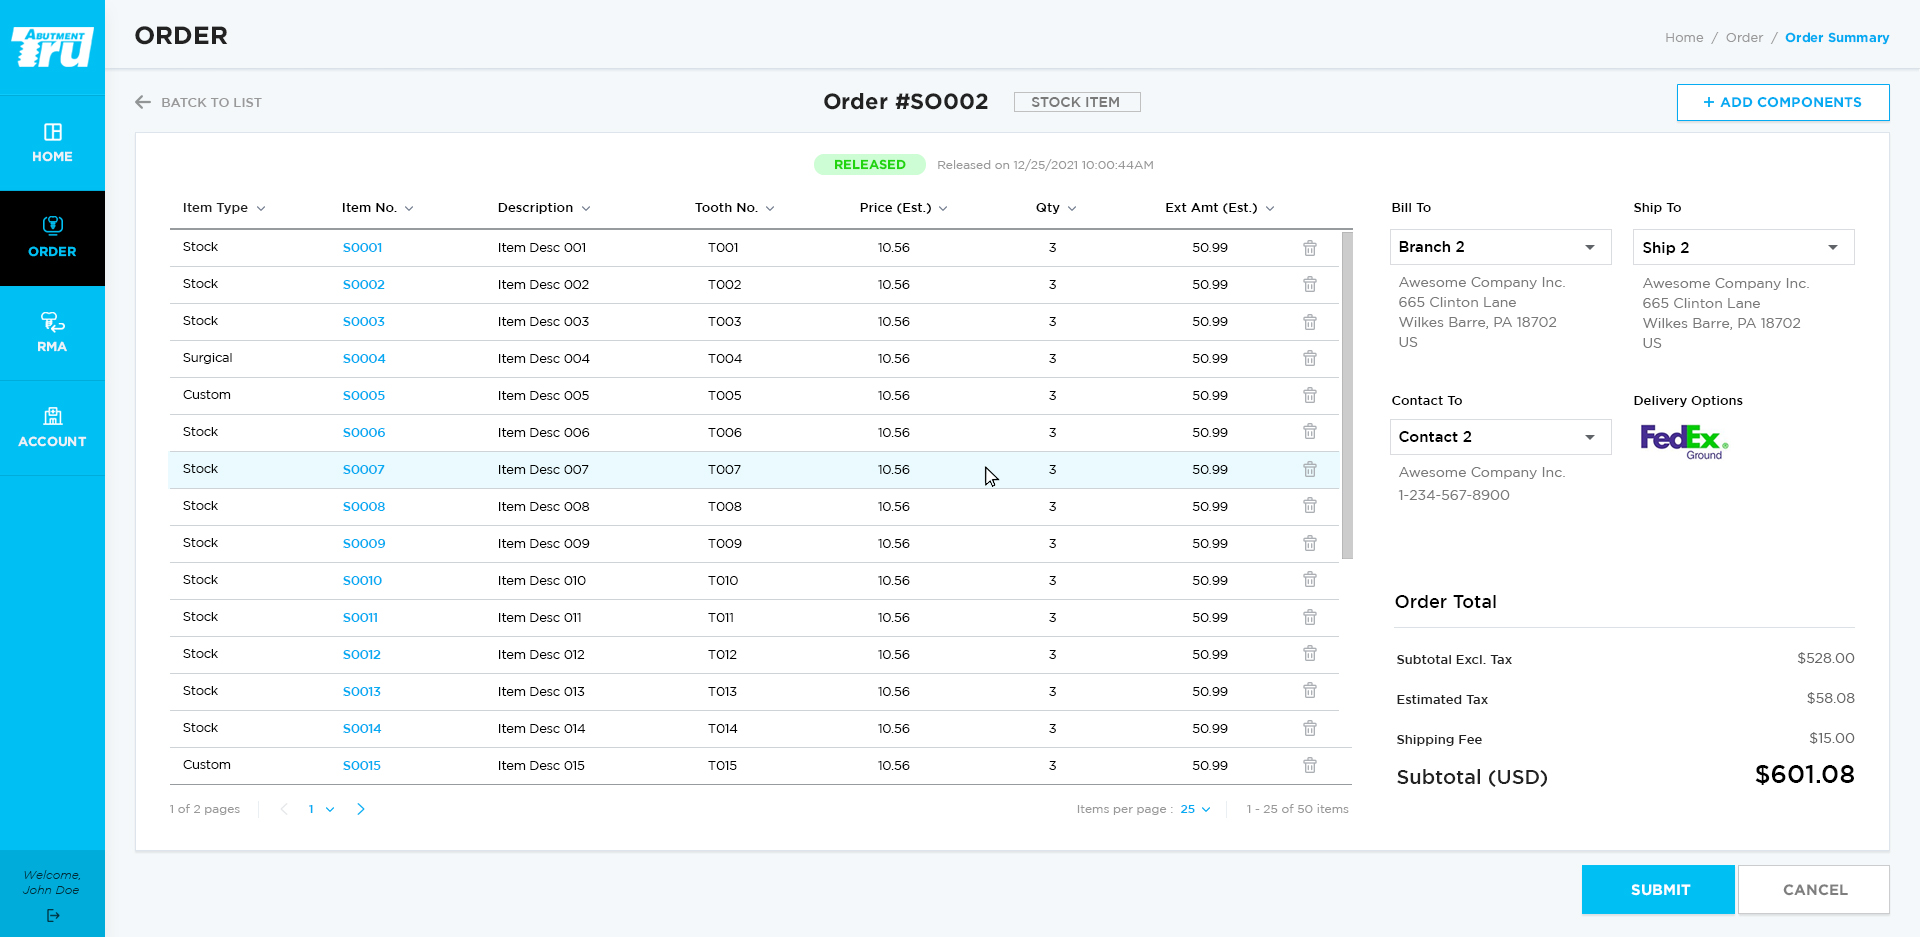 ABUTMENT
Tru
HOME
ORDER
RMA
ACCOUNT
Welcome,
John Doe
ORDER
Home / Order / Order Summary
BATCK TO LIST
Order #SO002 STOCK ITEM
+ ADD COMPONENTS
RELEASED Released on 12/25/2021 10:00:44AM
Item Type Item No. Description Tooth No. Price (Est.) Qty Ext Amt (Est.)
Stock S0001 Item Desc 001 T001 10.56 3 50.99
Stock S0002 Item Desc 002 T002 10.56 3 50.99
Stock S0003 Item Desc 003 T003 10.56 3 50.99
Surgical S0004 Item Desc 004 T004 10.56 3 50.99
Custom S0005 Item Desc 005 T005 10.56 3 50.99
Stock S0006 Item Desc 006 T006 10.56 3 50.99
Stock S0007 Item Desc 007 T007 10.56 3 50.99
Stock S0008 Item Desc 008 T008 10.56 3 50.99
Stock S0009 Item Desc 009 T009 10.56 3 50.99
Stock S0010 Item Desc 010 T010 10.56 3 50.99
Stock S0011 Item Desc 011 T011 10.56 3 50.99
Stock S0012 Item Desc 012 T012 10.56 3 50.99
Stock S0013 Item Desc 013 T013 10.56 3 50.99
Stock S0014 Item Desc 014 T014 10.56 3 50.99
Custom S0015 Item Desc 015 T015 10.56 3 50.99
1 of 2 pages 1 Items per page : 25 1 - 25 of 50 items
Bill To
Branch 2
Awesome Company Inc.
665 Clinton Lane
Wilkes Barre, PA 18702
US
Ship To
Ship 2
Awesome Company Inc.
665 Clinton Lane
Wilkes Barre, PA 18702
US
Contact To
Contact 2
Awesome Company Inc.
1-234-567-8900
Delivery Options
FedEx®
Ground
Order Total
Subtotal Excl. Tax $528.00
Estimated Tax $58.08
Shipping Fee $15.00
Subtotal (USD) $601.08
SUBMIT CANCEL